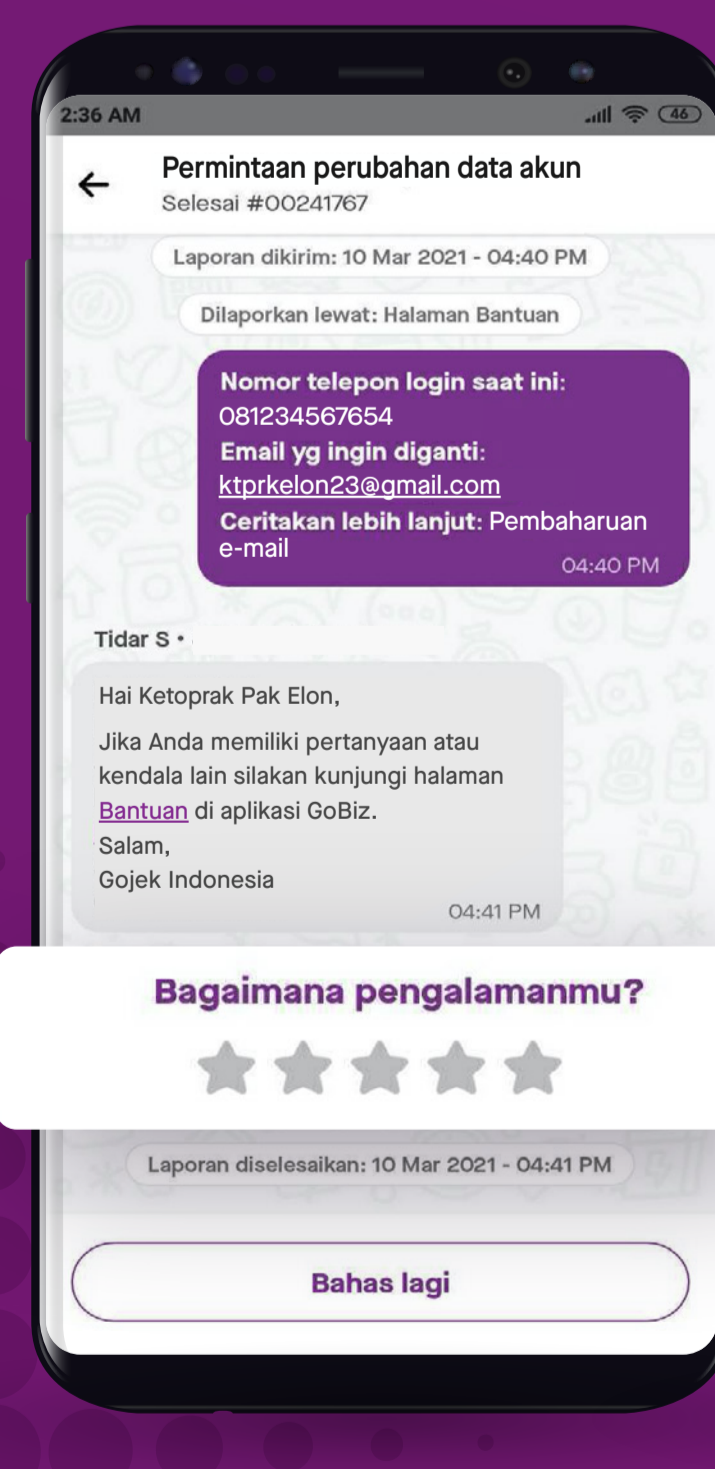 2:36 AM
46
Permintaan perubahan data akun
Selesai #00241767
Laporan dikirim: 10 Mar 2021 - 04:40 PM
Dilaporkan lewat: Halaman Bantuan
Nomor telepon login saat ini:
081234567654
Email yg ingin diganti:
ktprkelon23@gmail.com
Ceritakan lebih lanjut: Pembaharuan
e-mail
04:40 PM
Tidar S •
Hai Ketoprak Pak Elon,
Jika Anda memiliki pertanyaan atau
kendala lain silakan kunjungi halaman
Bantuan di aplikasi GoBiz.
Salam,
Gojek Indonesia
04:41 PM
Bagaimana pengalamanmu?
Laporan diselesaikan: 10 Mar 2021 - 04:41 PM
Bahas lagi